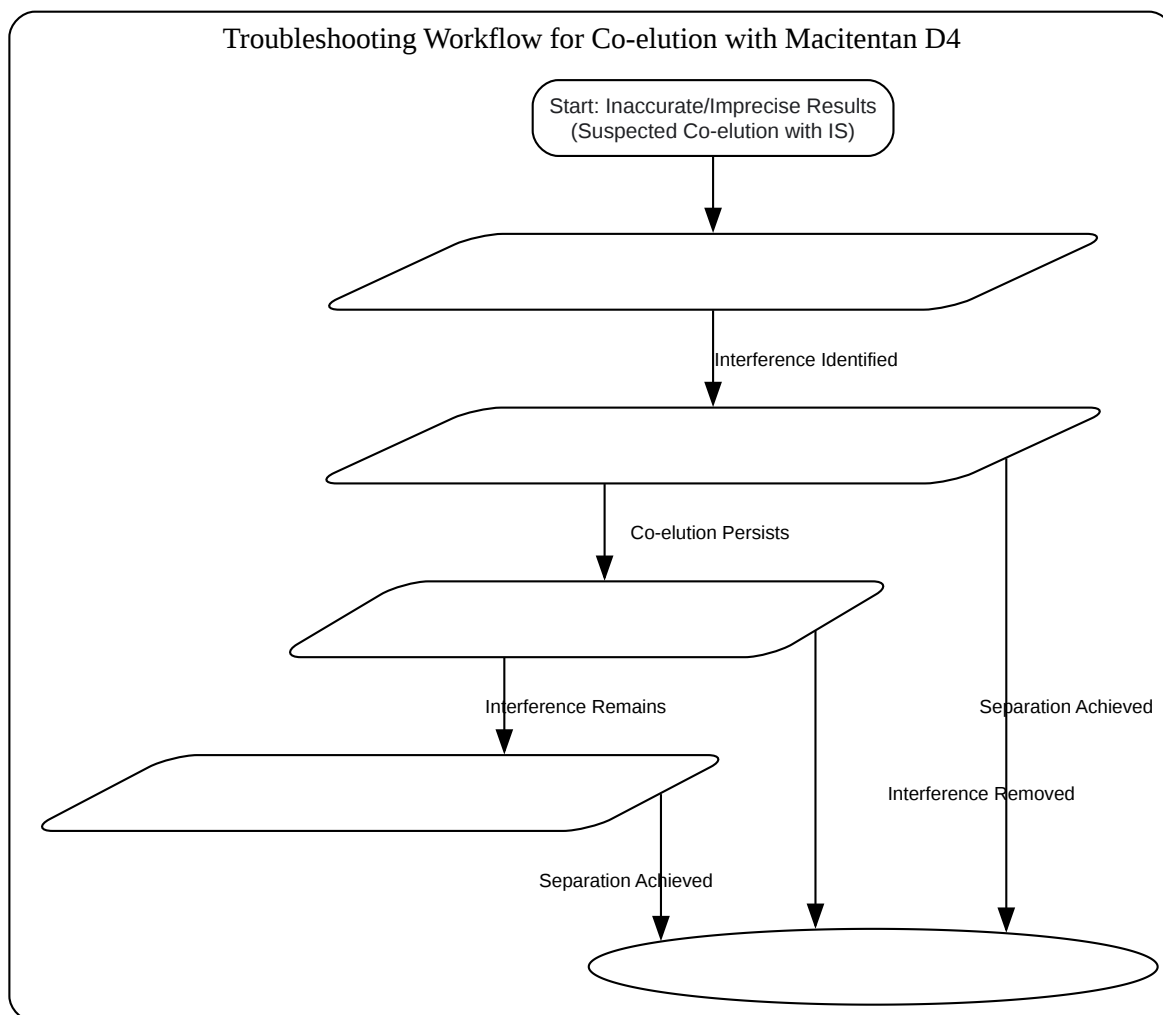 Troubleshooting Workflow for Co-elution with Macitentan D4
Start: Inaccurate/Imprecise Results
(Suspected Co-elution with IS)
Interference Identified
Co-elution Persists
Interference Remains
Separation Achieved
Interference Removed
Separation Achieved